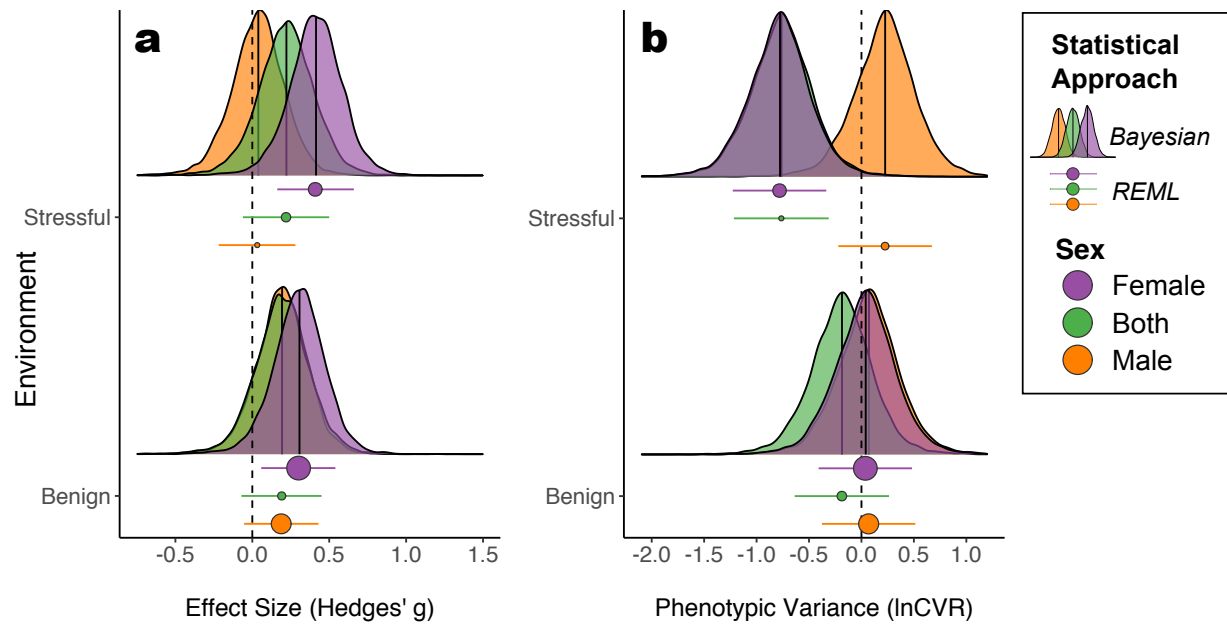 a
b
Environment
Stressful
Benign
-0.5 0.0 0.5 1.0 1.5
Effect Size (Hedges' g)
Stressful
Benign
-2.0 -1.5 -1.0 -0.5 0.0 0.5 1.0
Phenotypic Variance (lnCVR)
Statistical
Approach
Bayesian
REML
Sex
Female
Both
Male